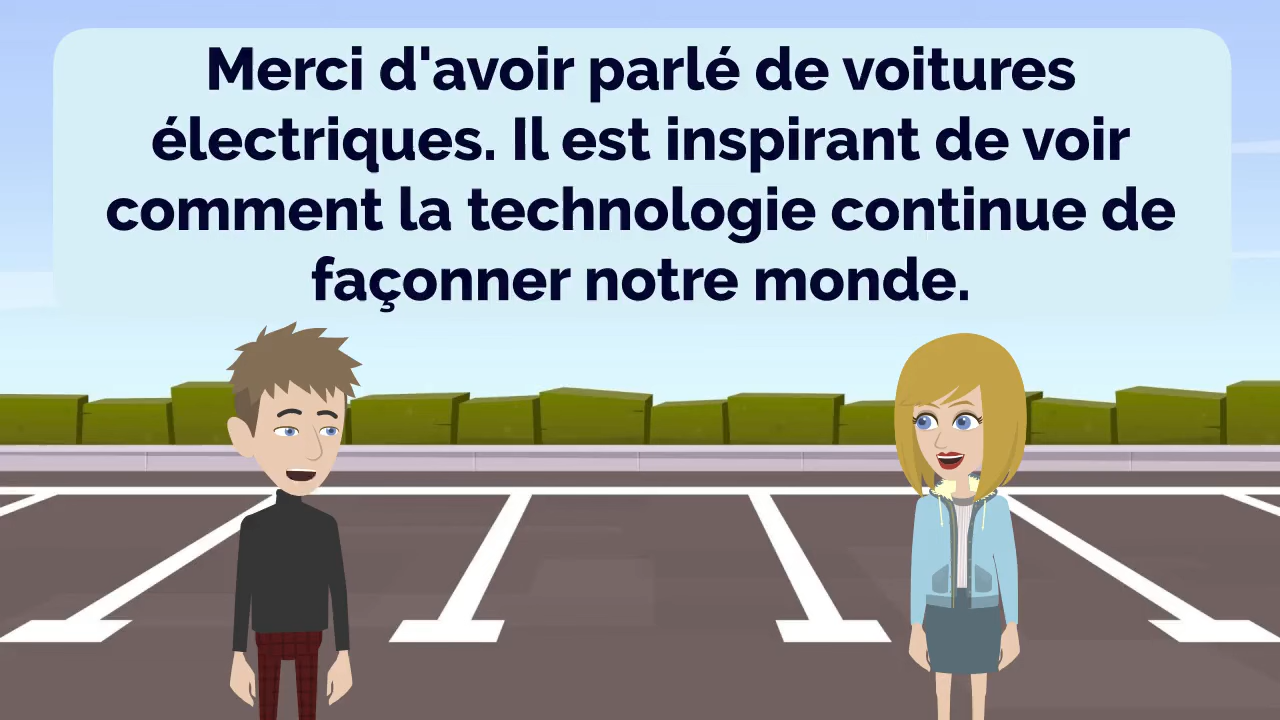 Merci d'avoir parlé de voitures
électriques. Il est inspirant de voir
comment la technologie continue de
façonner notre monde.